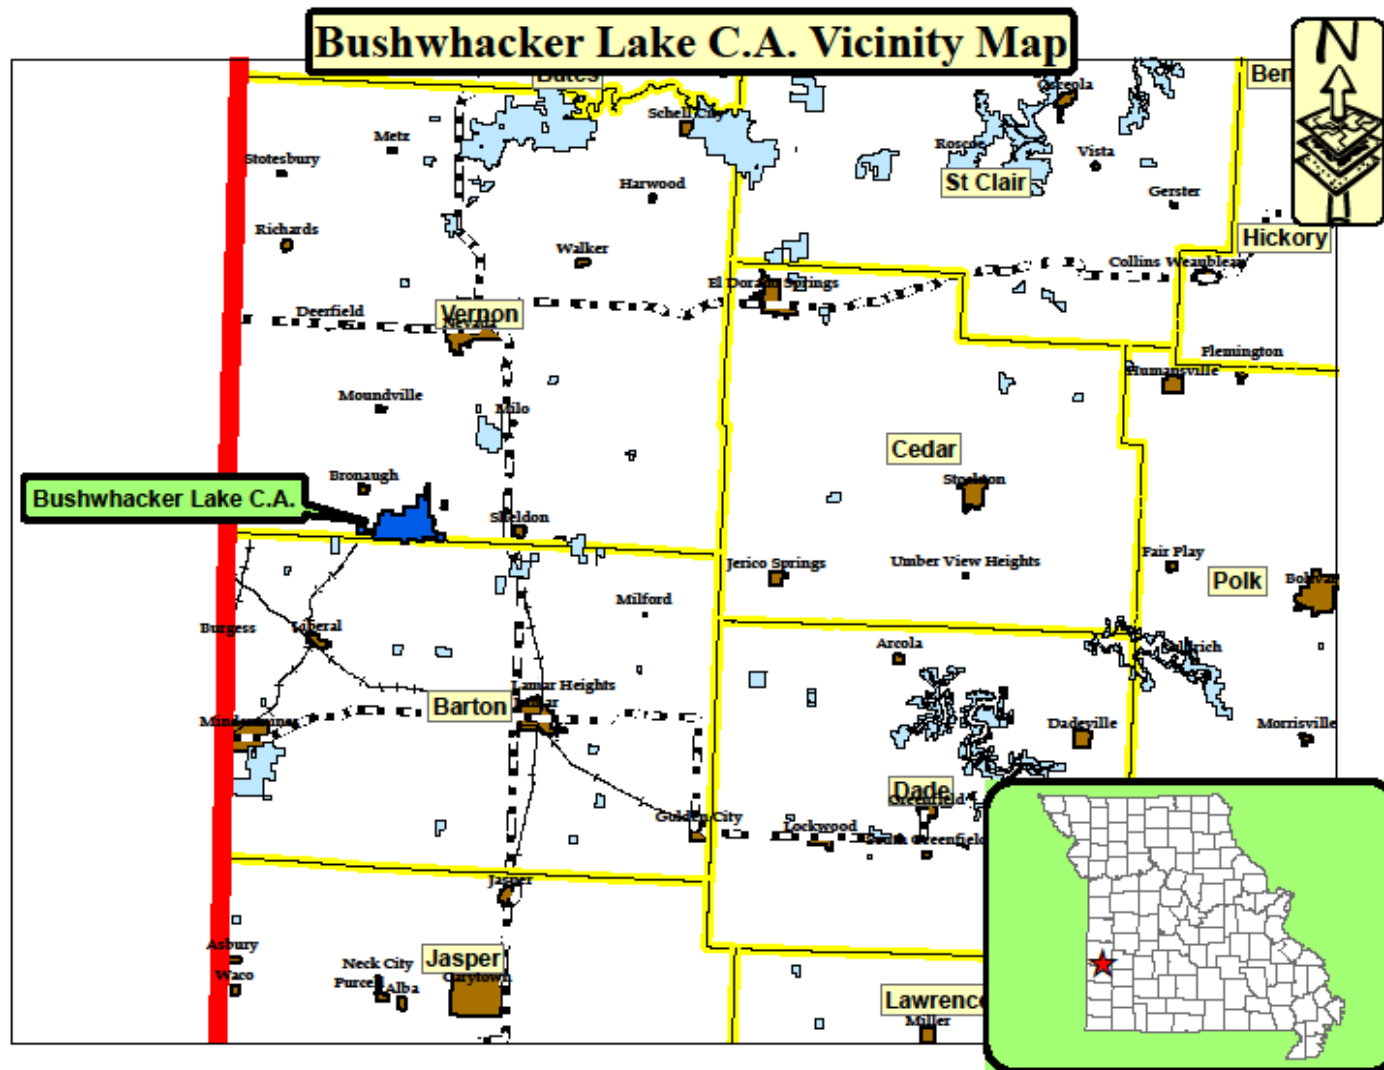 Bushwhacker Lake C.A. Vicinity Map
N
Bates
Ben
Osceola
Schell City
Metz
Stotesbury
Roscoe
Vista
St Clair
Harwood
Gerster
Richards
Walker
Hickory
Collins
Weaubleau
El Dorado Springs
Deerfield
Vernon
Nevada
Flemington
Humansville
Moundville
Milo
Cedar
Bronaugh
Stockton
Bushwhacker Lake C.A.
Sheldon
Jerico Springs
Umber View Heights
Fair Play
Polk
Bolivar
Milford
Burgess
Liberal
Arcola
Aldrich
Lamar Heights
Lamar
Barton
Mindenmines
Dadeville
Morrisville
Dade
Greenfield
Golden City
Lockwood
South Greenfield
Jasper
Asbury
Neck City
Jasper
Waco
Purcell
Alba
Carytown
Lawrence
Miller